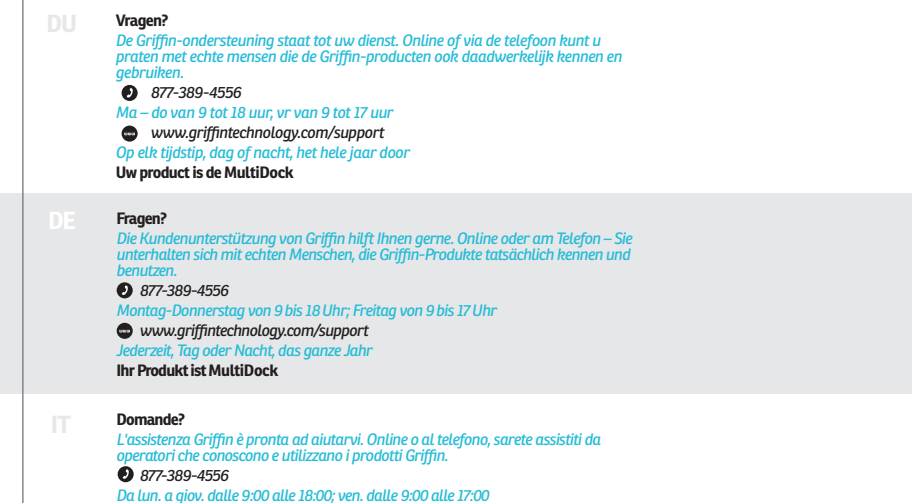 DU
Vragen?
De Griffin-ondersteuning staat tot uw dienst. Online of via de telefoon kunt u
praten met echte mensen die de Griffin-producten ook daadwerkelijk kennen en
gebruiken.
877-389-4556
Ma – do van 9 tot 18 uur, vr van 9 tot 17 uur
www.griffintechnology.com/support
Op elk tijdstip, dag of nacht, het hele jaar door
Uw product is de MultiDock
DE
Fragen?
Die Kundenunterstützung von Griffin hilft Ihnen gerne. Online oder am Telefon – Sie
unterhalten sich mit echten Menschen, die Griffin-Produkte tatsächlich kennen und
benutzen.
877-389-4556
Montag-Donnerstag von 9 bis 18 Uhr; Freitag von 9 bis 17 Uhr
www.griffintechnology.com/support
Jederzeit, Tag oder Nacht, das ganze Jahr
Ihr Produkt ist MultiDock
IT
Domande?
L'assistenza Griffin è pronta ad aiutarvi. Online o al telefono, sarete assistiti da
operatori che conoscono e utilizzano i prodotti Griffin.
877-389-4556
Da lun. a giov. dalle 9:00 alle 18:00; ven. dalle 9:00 alle 17:00